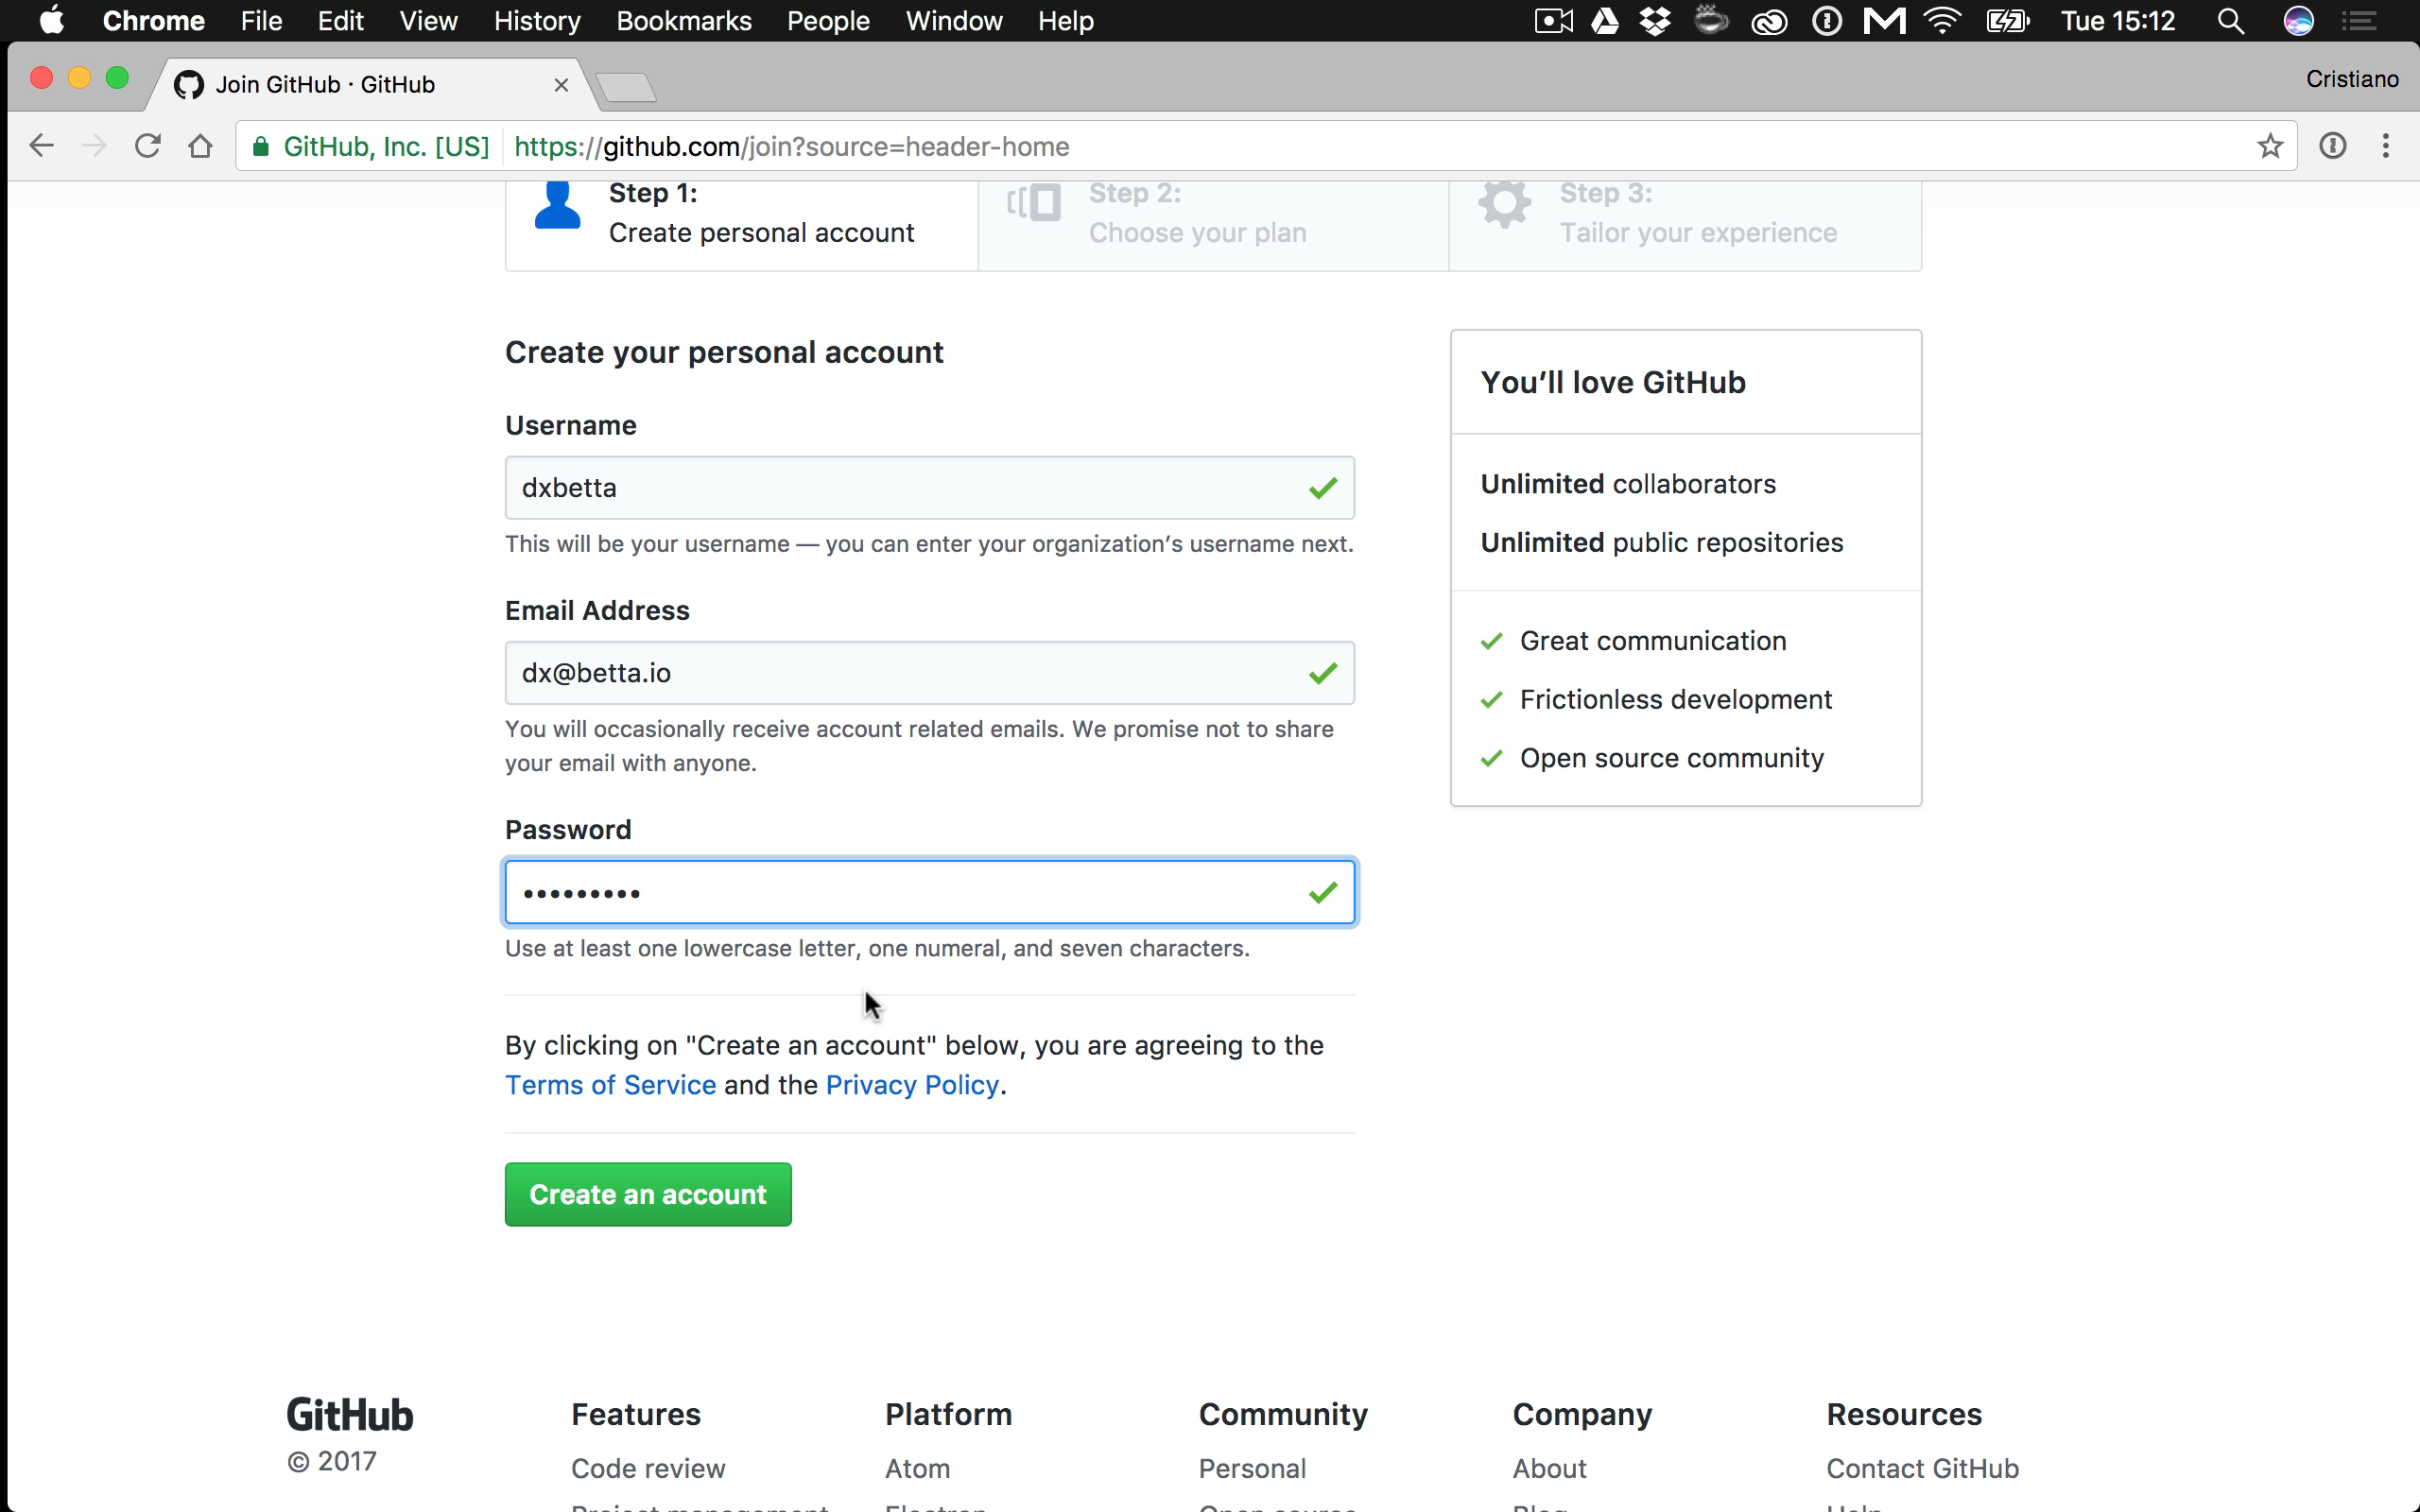 Chrome File Edit View History Bookmarks People Window Help Tue 15:12
Join GitHub · GitHub
Cristiano
GitHub, Inc. [US] https://github.com/join?source=header-home
Step 1:
Create personal account
Step 2:
Choose your plan
Step 3:
Tailor your experience
Create your personal account
Username
dxbetta
This will be your username — you can enter your organization’s username next.
Email Address
dx@betta.io
You will occasionally receive account related emails. We promise not to share
your email with anyone.
Password
•••••••••
Use at least one lowercase letter, one numeral, and seven characters.
By clicking on "Create an account" below, you are agreeing to the
Terms of Service and the Privacy Policy.
Create an account
You’ll love GitHub
Unlimited collaborators
Unlimited public repositories
Great communication
Frictionless development
Open source community
GitHub
© 2017
Features
Code review
Platform
Atom
Community
Personal
Company
About
Resources
Contact GitHub